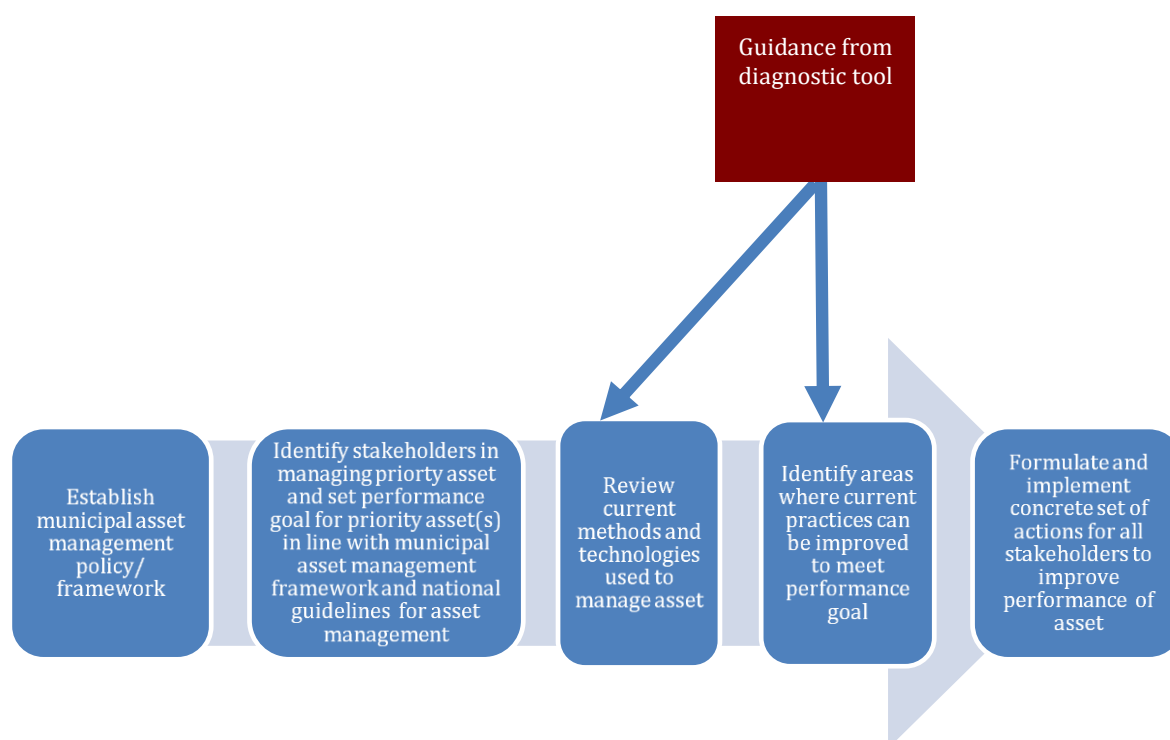 Guidance from
diagnostic tool
Establish
municipal asset
management
policy/
framework
Identify stakeholders in
managing priorty asset
and set performance
goal for priority asset(s)
in line with municipal
asset management
framework and national
guidelines for asset
management
Review
current
methods and
technologies
used to
manage asset
Identify areas
where current
practices can
be improved
to meet
performance
goal
Formulate and
implement
concrete set of
actions for all
stakeholders to
improve
performance of
asset